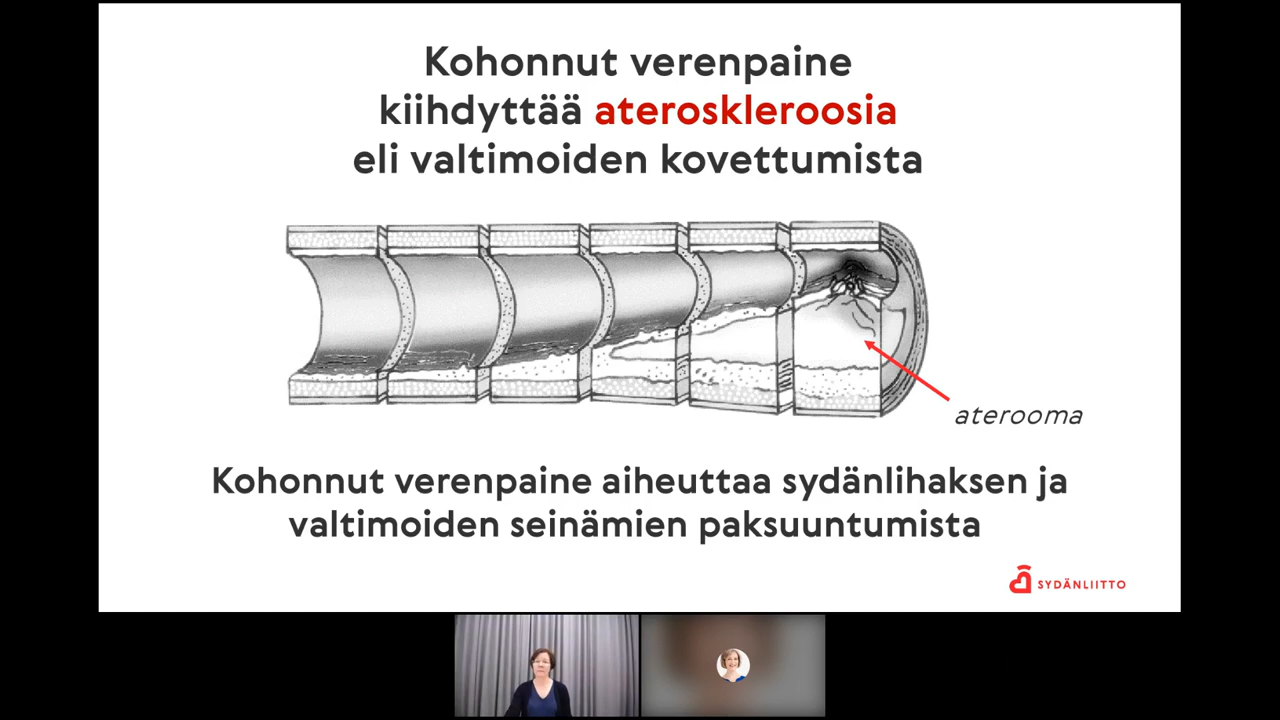 Kohonnut verenpaine
kiihdyttää ateroskleroosia
eli valtimoiden kovettumista
aterooma
Kohonnut verenpaine aiheuttaa sydänlihaksen ja
valtimoiden seinämien paksuuntumista
SYDÄNLIITTO